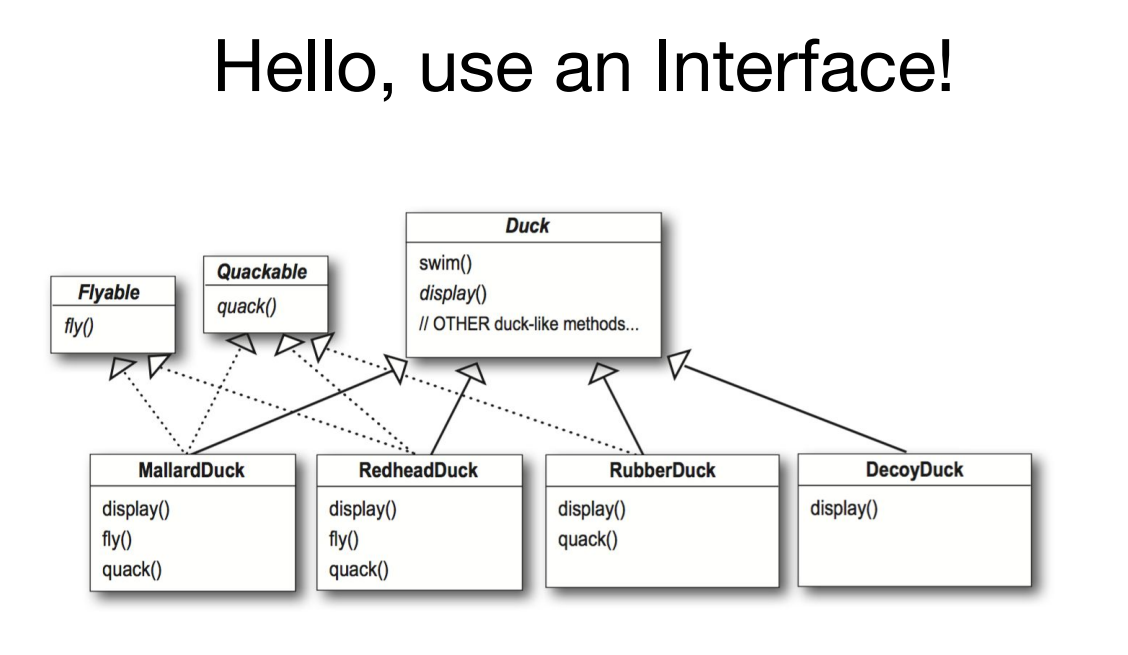 Hello, use an Interface!
Duck
swim()
display()
// OTHER duck-like methods...
Quackable
quack()
Flyable
fly()
MallardDuck
display()
fly()
quack()
RedheadDuck
display()
fly()
quack()
RubberDuck
display()
quack()
DecoyDuck
display()